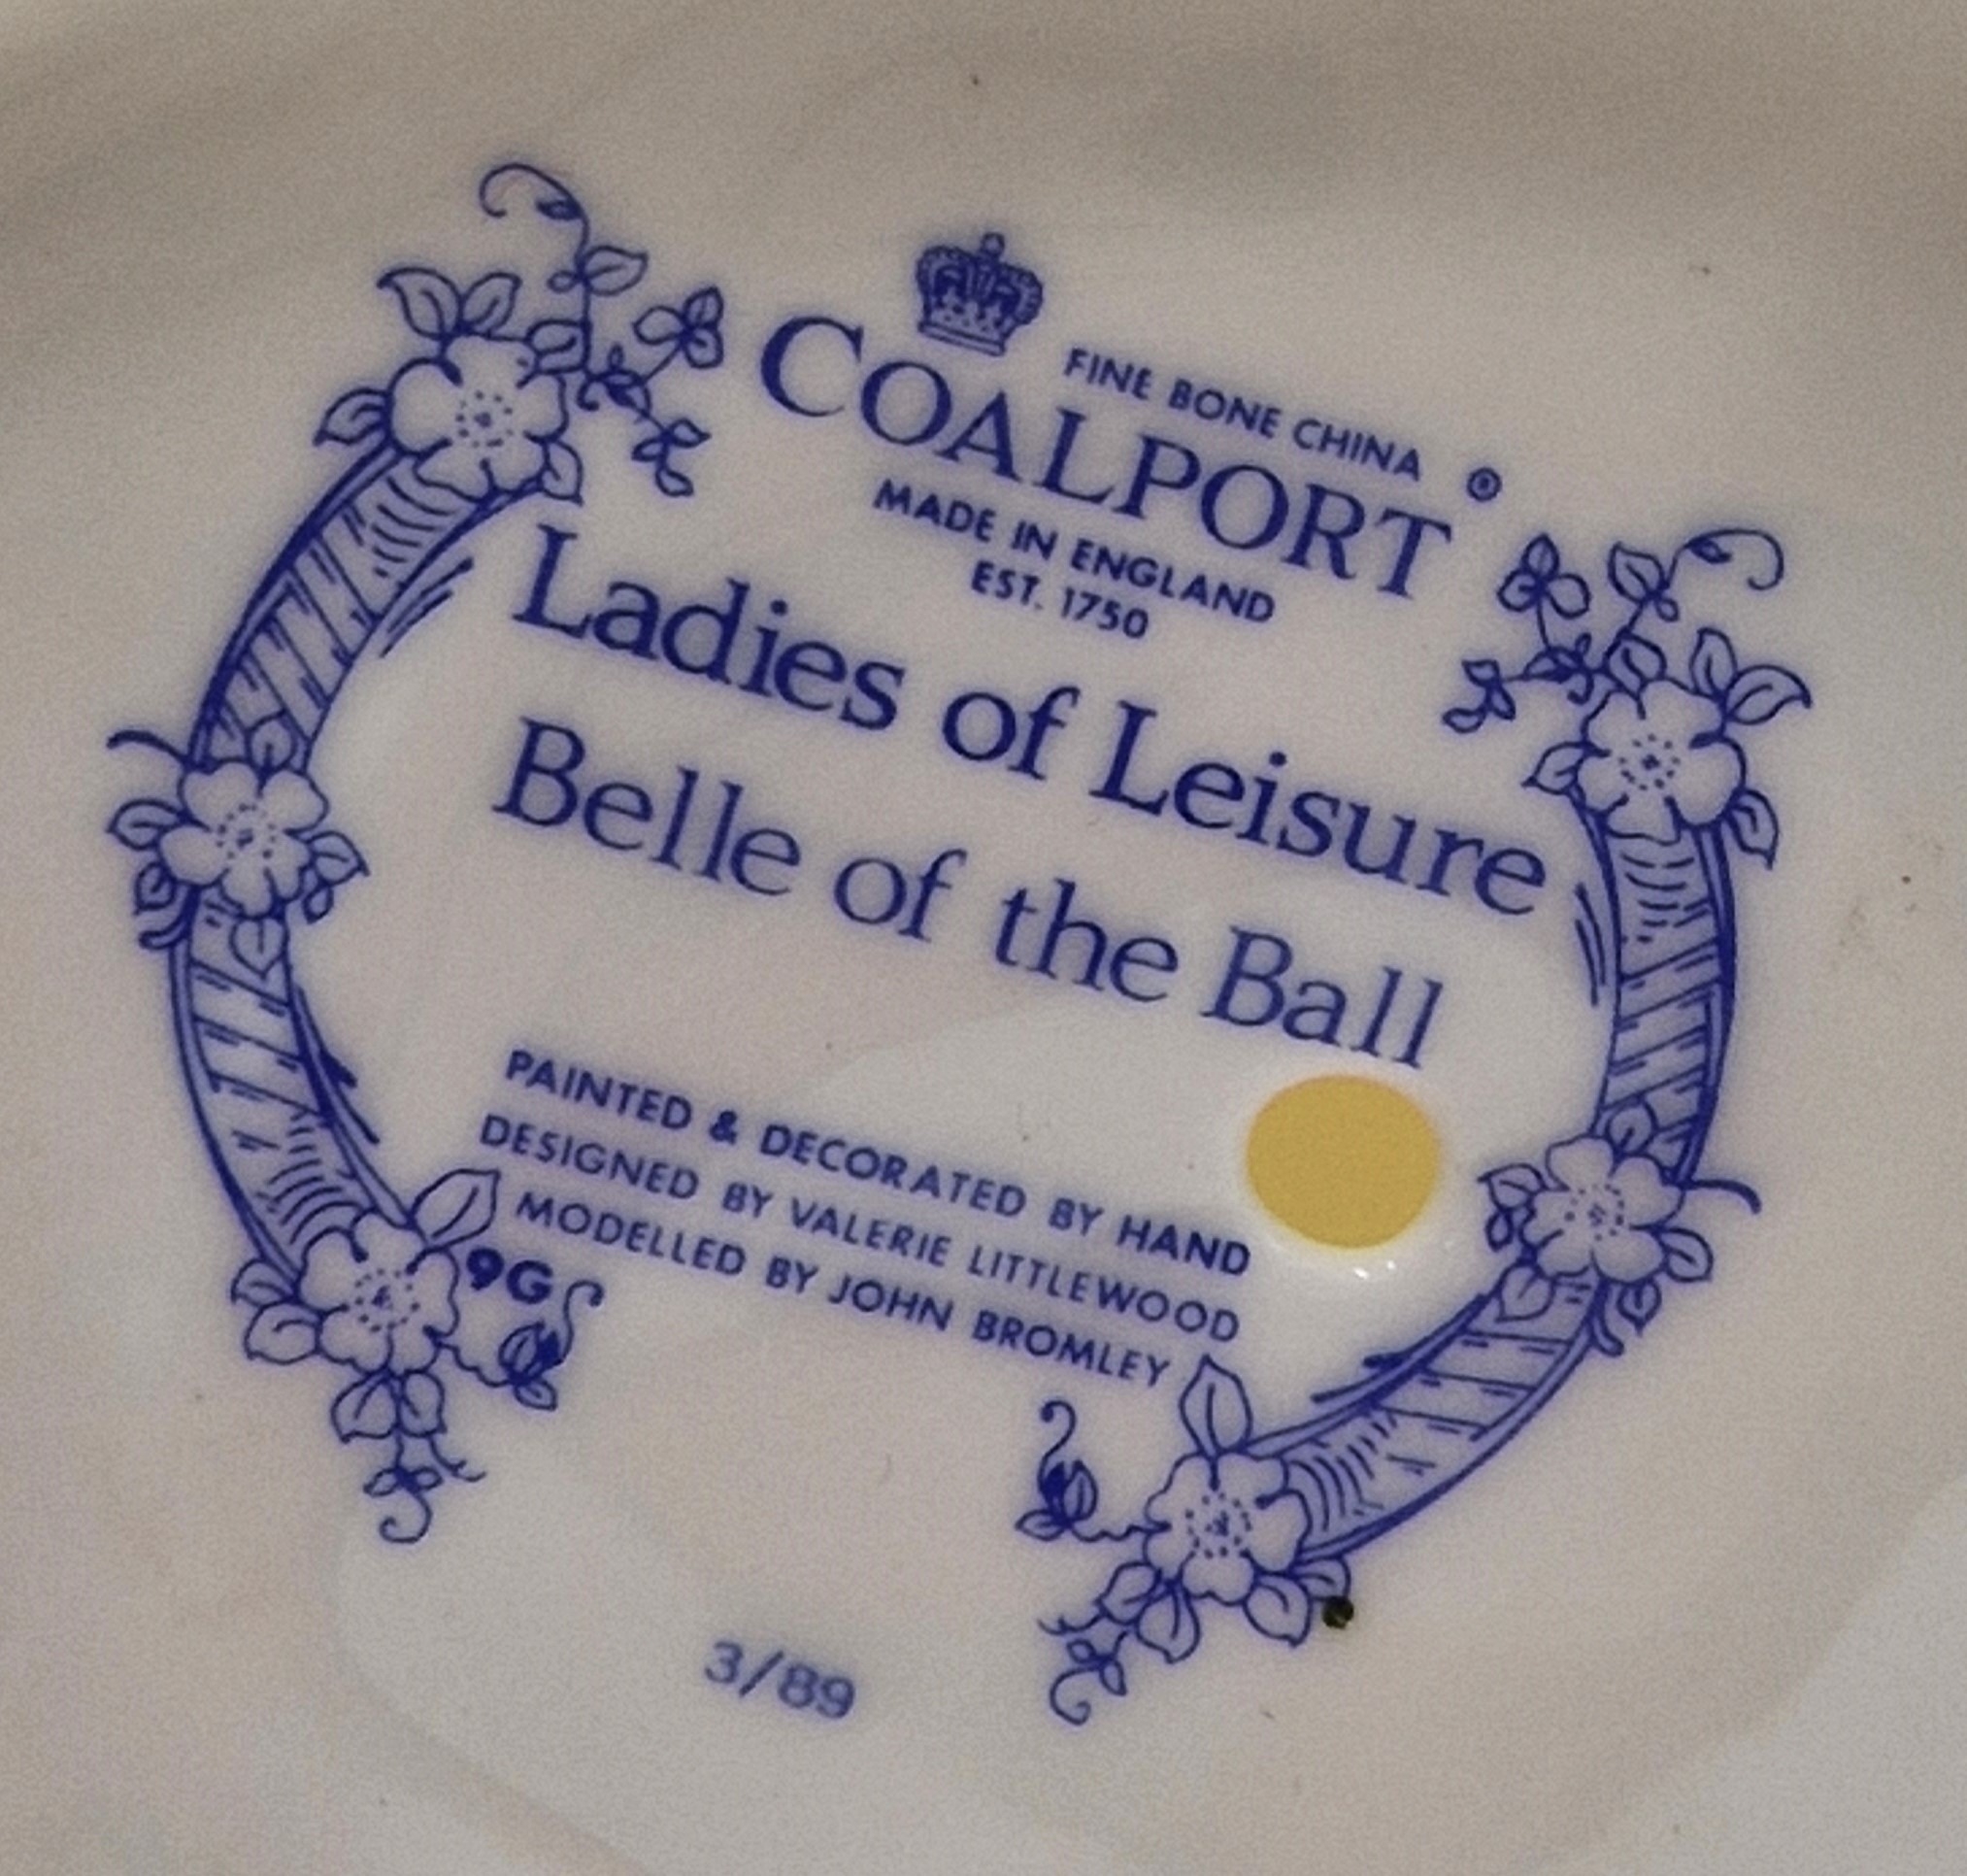 FINE BONE CHINA
COALPORT ®
MADE IN ENGLAND
EST. 1750
Ladies of Leisure
Belle of the Ball
PAINTED & DECORATED BY HAND
DESIGNED BY VALERIE LITTLEWOOD
MODELLED BY JOHN BROMLEY
9G
3/89